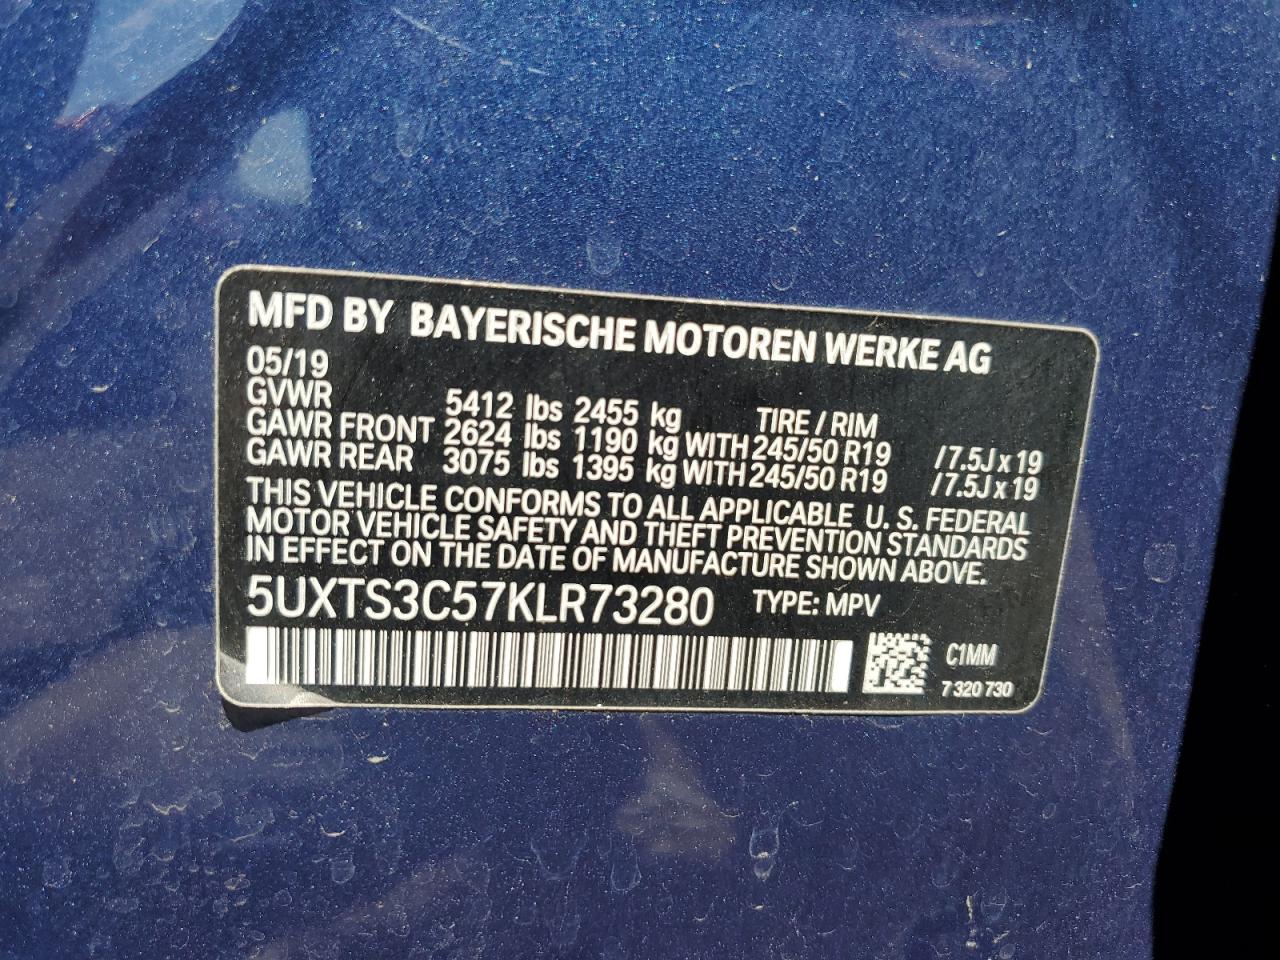 MFD BY BAYERISCHE MOTOREN WERKE AG
05/19
GVWR 5412 lbs 2455 kg TIRE / RIM
GAWR FRONT 2624 lbs 1190 kg WITH 245/50 R19 / 7.5J x 19
GAWR REAR 3075 lbs 1395 kg WITH 245/50 R19 / 7.5J x 19
THIS VEHICLE CONFORMS TO ALL APPLICABLE U. S. FEDERAL
MOTOR VEHICLE SAFETY AND THEFT PREVENTION STANDARDS
IN EFFECT ON THE DATE OF MANUFACTURE SHOWN ABOVE.
5UXTS3C57KLR73280 TYPE: MPV
C1MM
7 320 730